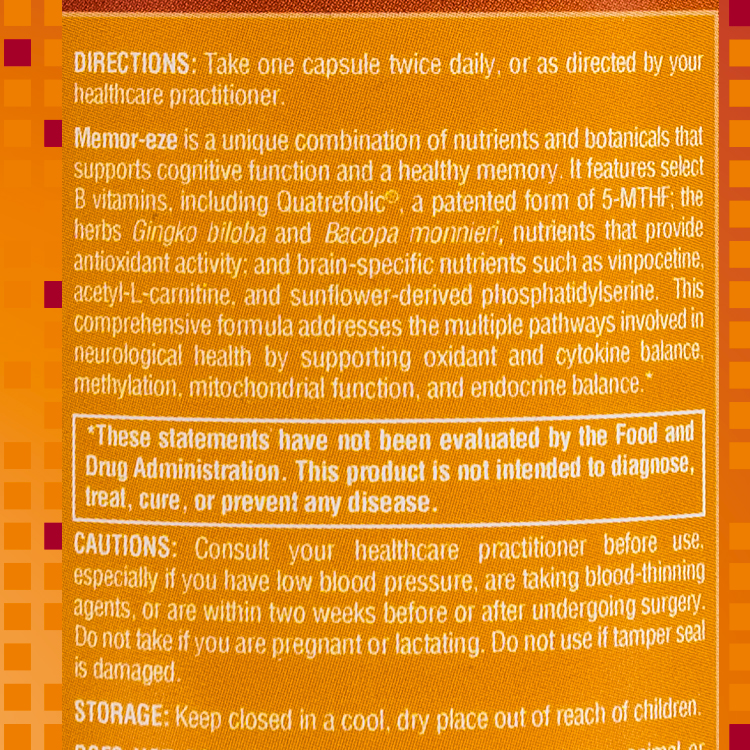 DIRECTIONS: Take one capsule twice daily, or as directed by your
healthcare practitioner.
Memor-eze is a unique combination of nutrients and botanicals that
supports cognitive function and a healthy memory. It features select
B vitamins, including Quatrefolic®, a patented form of 5-MTHF; the
herbs Gingko biloba and Bacopa monnieri, nutrients that provide
antioxidant activity; and brain-specific nutrients such as vinpocetine,
acetyl-L-carnitine, and sunflower-derived phosphatidylserine. This
comprehensive formula addresses the multiple pathways involved in
neurological health by supporting oxidant and cytokine balance,
methylation, mitochondrial function, and endocrine balance.*
*These statements have not been evaluated by the Food and
Drug Administration. This product is not intended to diagnose,
treat, cure, or prevent any disease.
CAUTIONS: Consult your healthcare practitioner before use,
especially if you have low blood pressure, are taking blood-thinning
agents, or are within two weeks before or after undergoing surgery.
Do not take if you are pregnant or lactating. Do not use if tamper seal
is damaged.
STORAGE: Keep closed in a cool, dry place out of reach of children.